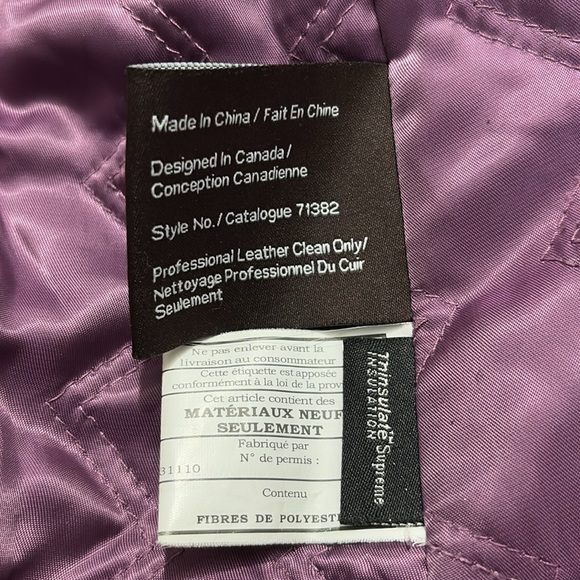 Made In China / Fait En Chine
Designed In Canada /
Conception Canadienne
Style No. / Catalogue 71382
Professional Leather Clean Only/
Nettoyage Professionnel Du Cuir
Seulement
Ne pas enlever avant la
livraison au consommateur
Cette étiquette est apposée
conformément à la loi de la
Cet article contient des
MATÉRIAUX
SEULEMENT
Fabriqué par
N° de permis :
31110
Contenu
FIBRES DE
Thinsulate™ Supreme
INSULATION